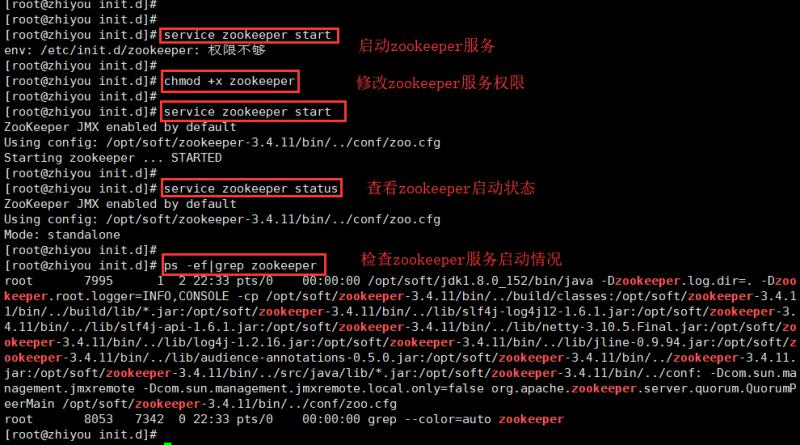 [root@zhiyou init.d]#
[root@zhiyou init.d]#
[root@zhiyou init.d]# service zookeeper start
env: /etc/init.d/zookeeper: 权限不够
启动zookeeper服务
[root@zhiyou init.d]#
[root@zhiyou init.d]# chmod +x zookeeper
修改zookeeper服务权限
[root@zhiyou init.d]#
[root@zhiyou init.d]# service zookeeper start
ZooKeeper JMX enabled by default
Using config: /opt/soft/zookeeper-3.4.11/bin/../conf/zoo.cfg
Starting zookeeper ... STARTED
[root@zhiyou init.d]#
[root@zhiyou init.d]# service zookeeper status
查看zookeeper启动状态
ZooKeeper JMX enabled by default
Using config: /opt/soft/zookeeper-3.4.11/bin/../conf/zoo.cfg
Mode: standalone
[root@zhiyou init.d]#
[root@zhiyou init.d]# ps -ef|grep zookeeper
检查zookeeper服务启动情况
root 7995 1 2 22:33 pts/0 00:00:00 /opt/soft/jdk1.8.0_152/bin/java -Dzookeeper.log.dir=. -Dzoo
keeper.root.logger=INFO,CONSOLE -cp /opt/soft/zookeeper-3.4.11/bin/../build/classes:/opt/soft/zookeeper-3.4.1
1/bin/../build/lib/*.jar:/opt/soft/zookeeper-3.4.11/bin/../lib/slf4j-log4j12-1.6.1.jar:/opt/soft/zookeeper-3.
4.11/bin/../lib/slf4j-api-1.6.1.jar:/opt/soft/zookeeper-3.4.11/bin/../lib/netty-3.10.5.Final.jar:/opt/soft/zo
okeeper-3.4.11/bin/../lib/log4j-1.2.16.jar:/opt/soft/zookeeper-3.4.11/bin/../lib/jline-0.9.94.jar:/opt/soft/z
ookeeper-3.4.11/bin/../lib/audience-annotations-0.5.0.jar:/opt/soft/zookeeper-3.4.11/bin/../zookeeper-3.4.11.
jar:/opt/soft/zookeeper-3.4.11/bin/../src/java/lib/*.jar:/opt/soft/zookeeper-3.4.11/bin/../conf: -Dcom.sun.ma
nagement.jmxremote -Dcom.sun.management.jmxremote.local.only=false org.apache.zookeeper.server.quorum.QuorumP
eerMain /opt/soft/zookeeper-3.4.11/bin/../conf/zoo.cfg
root 8053 7342 0 22:33 pts/0 00:00:00 grep --color=auto zookeeper
[root@zhiyou init.d]#